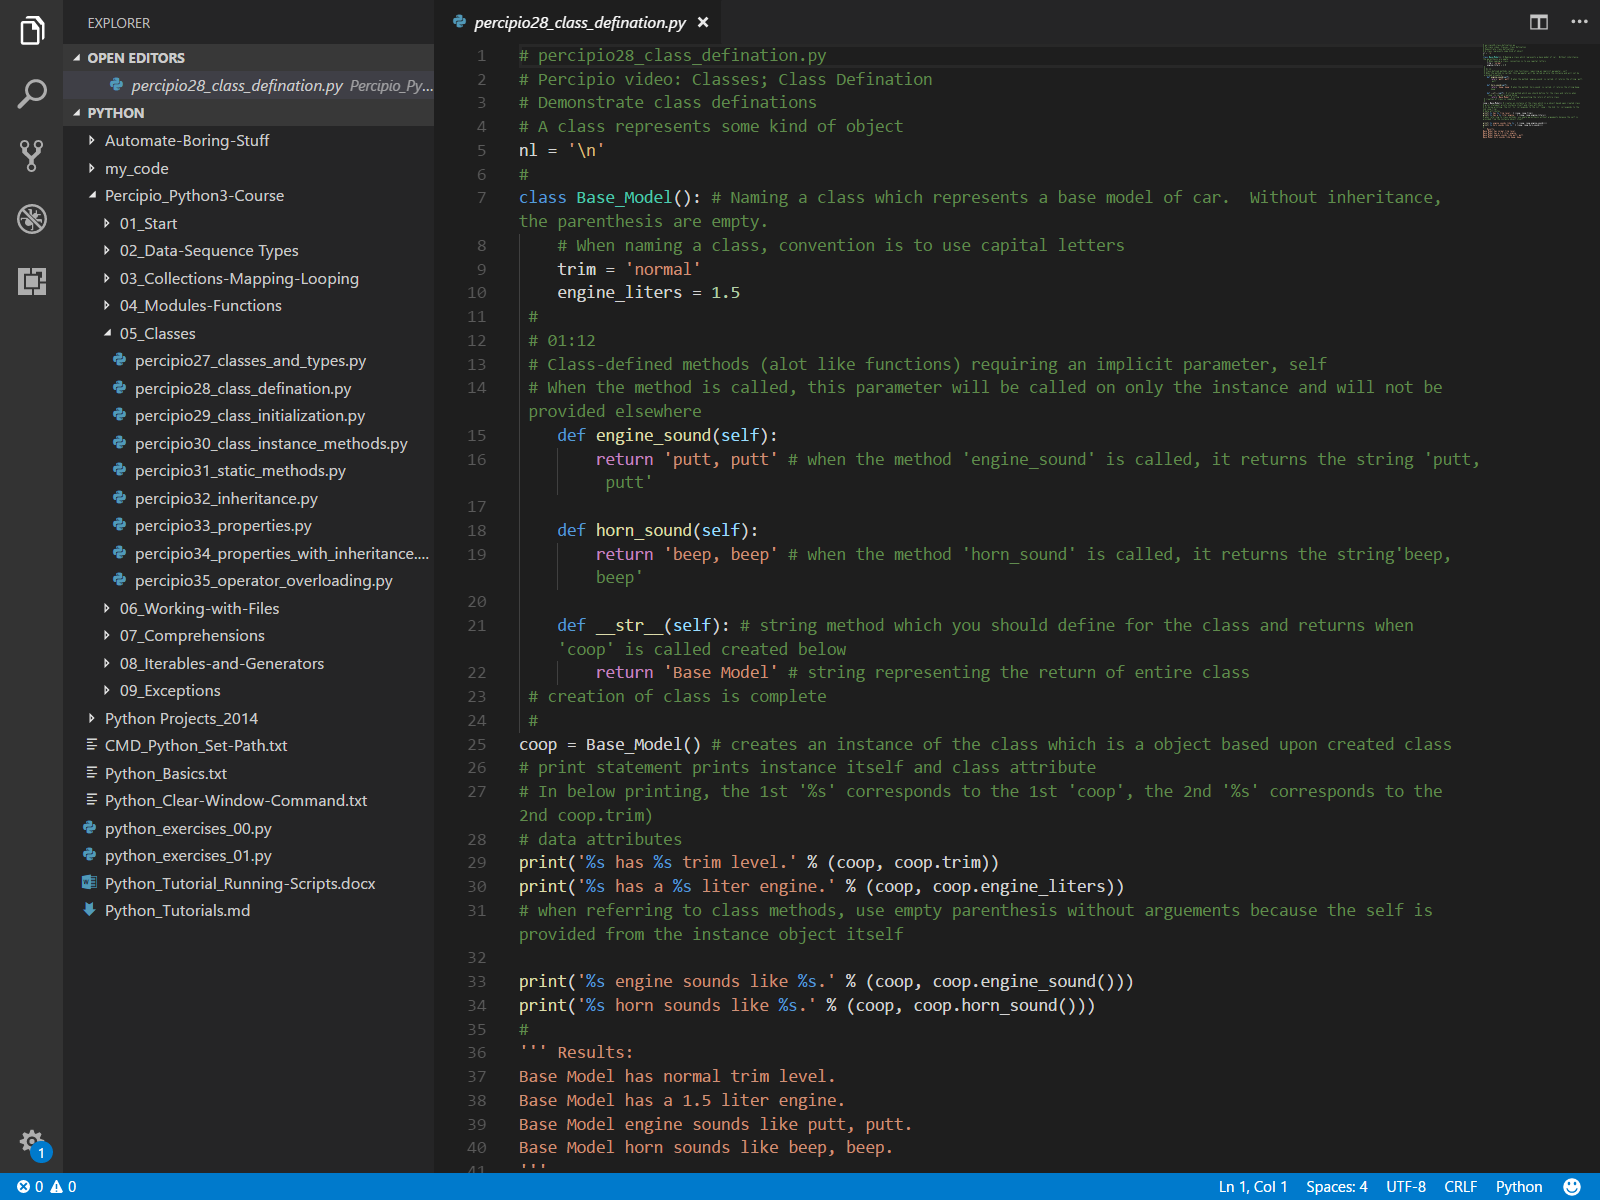 EXPLORER
OPEN EDITORS
percipio28_class_defination.py Percipio_Py...
PYTHON
Automate-Boring-Stuff
my_code
Percipio_Python3-Course
01_Start
02_Data-Sequence Types
03_Collections-Mapping-Looping
04_Modules-Functions
05_Classes
percipio27_classes_and_types.py
percipio28_class_defination.py
percipio29_class_initialization.py
percipio30_class_instance_methods.py
percipio31_static_methods.py
percipio32_inheritance.py
percipio33_properties.py
percipio34_properties_with_inheritance....
percipio35_operator_overloading.py
06_Working-with-Files
07_Comprehensions
08_Iterables-and-Generators
09_Exceptions
Python Projects_2014
CMD_Python_Set-Path.txt
Python_Basics.txt
Python_Clear-Window-Command.txt
python_exercises_00.py
python_exercises_01.py
Python_Tutorial_Running-Scripts.docx
Python_Tutorials.md
1
percipio28_class_defination.py
1 # percipio28_class_defination.py
2 # Percipio video: Classes; Class Defination
3 # Demonstrate class definitions
4 # A class represents some kind of object
5 nl = '\n'
6 #
7 class Base_Model(): # Naming a class which represents a base model of car.  Without inheritance,
the parenthesis are empty.
8 # When naming a class, convention is to use capital letters
9 trim = 'normal'
10 engine_liters = 1.5
11 #
12 # 01:12
13 # Class-defined methods (alot like functions) requiring an implicit parameter, self
14 # When the method is called, this parameter will be called on only the instance and will not be
provided elsewhere
15 def engine_sound(self):
16 return 'putt, putt' # when the method 'engine_sound' is called, it returns the string 'putt,
putt'
17
18 def horn_sound(self):
19 return 'beep, beep' # when the method 'horn_sound' is called, it returns the string'beep,
beep'
20
21 def __str__(self): # string method which you should define for the class and returns when
'coop' is called created below
22 return 'Base Model' # string representing the return of entire class
23 # creation of class is complete
24 #
25 coop = Base_Model() # creates an instance of the class which is a object based upon created class
26 # print statement prints instance itself and class attribute
27 # In below printing, the 1st '%s' corresponds to the 1st 'coop', the 2nd '%s' corresponds to the
2nd coop.trim)
28 # data attributes
29 print('%s has %s trim level.' % (coop, coop.trim))
30 print('%s has a %s liter engine.' % (coop, coop.engine_liters))
31 # when referring to class methods, use empty parenthesis without arguements because the self is
provided from the instance object itself
32
33 print('%s engine sounds like %s.' % (coop, coop.engine_sound()))
34 print('%s horn sounds like %s.' % (coop, coop.horn_sound()))
35 #
36 ''' Results:
37 Base Model has normal trim level.
38 Base Model has a 1.5 liter engine.
39 Base Model engine sounds like putt, putt.
40 Base Model horn sounds like beep, beep.
41 '''
0 0
Ln 1, Col 1 Spaces: 4 UTF-8 CRLF Python